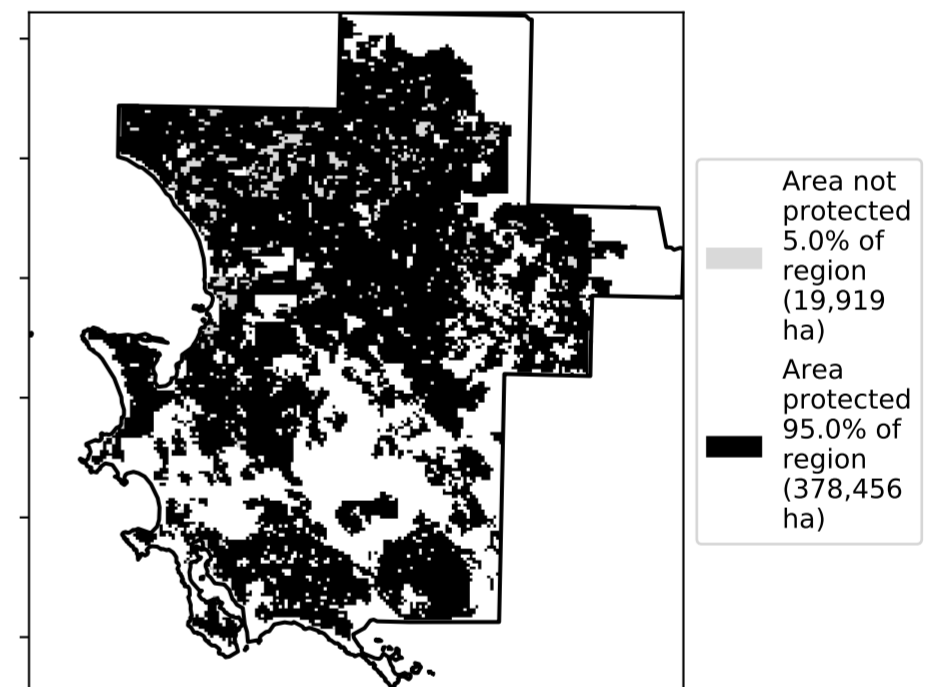 Area not
protected
5.0% of
region
(19,919
ha)
Area
protected
95.0% of
region
(378,456
ha)